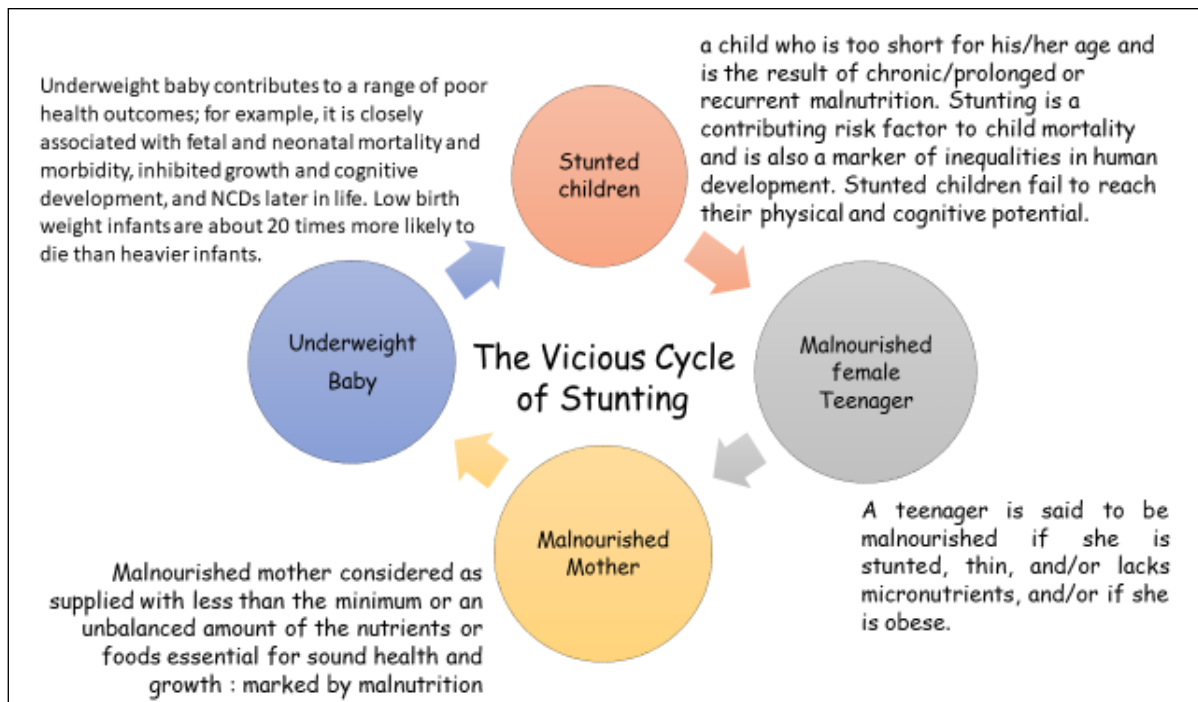 Underweight baby contributes to a range of poor
health outcomes; for example, it is closely
associated with fetal and neonatal mortality and
morbidity, inhibited growth and cognitive
development, and NCDs later in life. Low birth
weight infants are about 20 times more likely to
die than heavier infants.
Stunted
children
a child who is too short for his/her age and
is the result of chronic/prolonged or
recurrent malnutrition. Stunting is a
contributing risk factor to child mortality
and is also a marker of inequalities in human
development. Stunted children fail to reach
their physical and cognitive potential.
Underweight
Baby
The Vicious Cycle
of Stunting
Malnourished
female
Teenager
Malnourished
Mother
A teenager is said to be
malnourished if she is
stunted, thin, and/or lacks
micronutrients, and/or if she
is obese.
Malnourished mother considered as
supplied with less than the minimum or an
unbalanced amount of the nutrients or
foods essential for sound health and
growth : marked by malnutrition